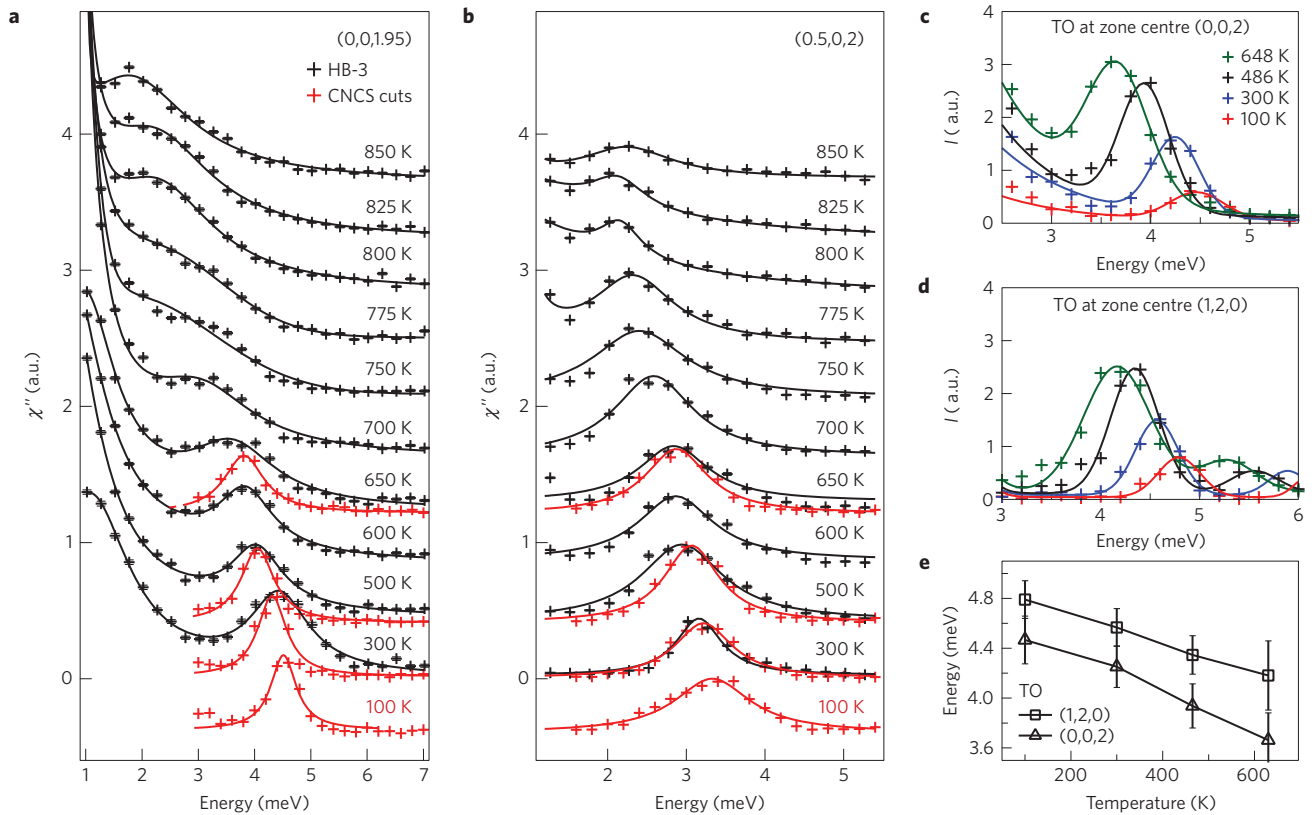 a
(0,0,1.95)
HB-3
CNCS cuts
850 K
825 K
800 K
775 K
750 K
700 K
650 K
600 K
500 K
300 K
100 K
4
3
2
1
0
χ″ (a.u.)
1 2 3 4 5 6 7
Energy (meV)
b
(0.5,0,2)
850 K
825 K
800 K
775 K
750 K
700 K
650 K
600 K
500 K
300 K
100 K
4
3
2
1
0
χ″ (a.u.)
2 3 4 5
Energy (meV)
c
TO at zone centre (0,0,2)
648 K
486 K
300 K
100 K
4
3
2
1
0
I ( a.u.)
3 4 5
Energy (meV)
d
TO at zone centre (1,2,0)
4
3
2
1
0
I ( a.u.)
3 4 5 6
Energy (meV)
e
4.8
4.4
4.0
3.6
Energy (meV)
TO
(1,2,0)
(0,0,2)
200 400 600
Temperature (K)